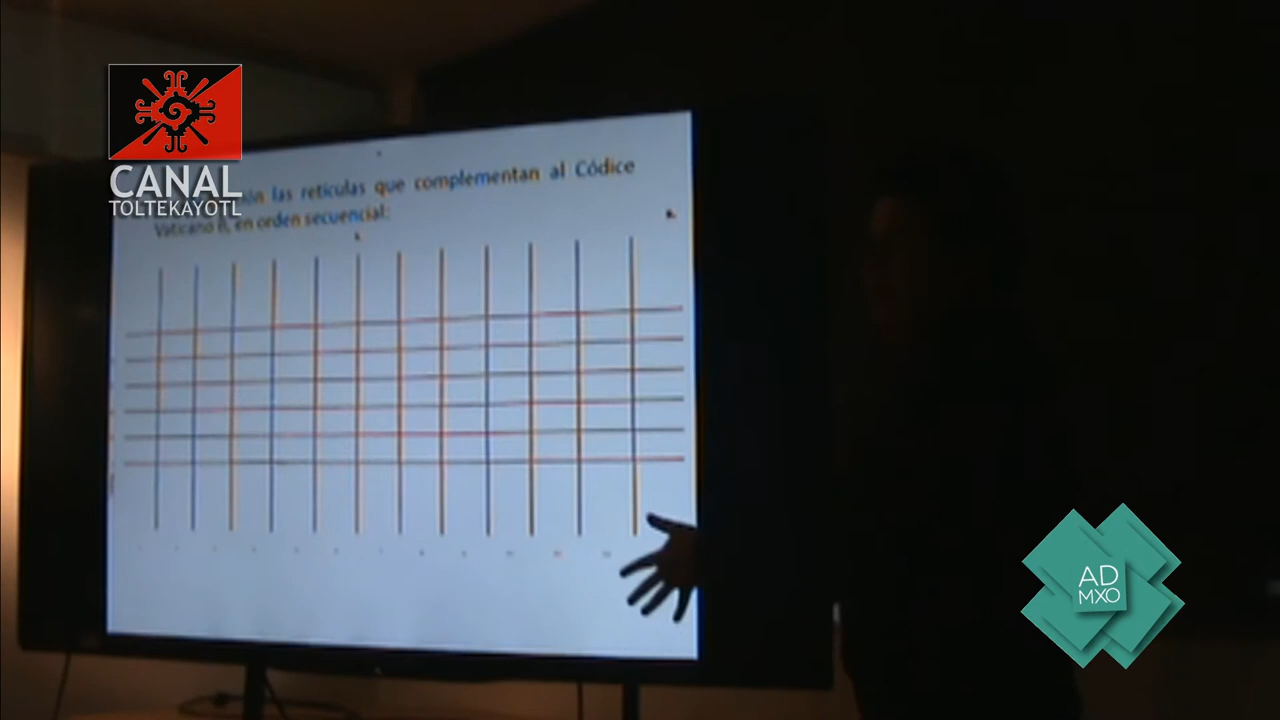 CANAL
TOLTEKAYOTL
las retículas que complementan al Códice
Vaticano B, en orden secuencial:
AD
MXO